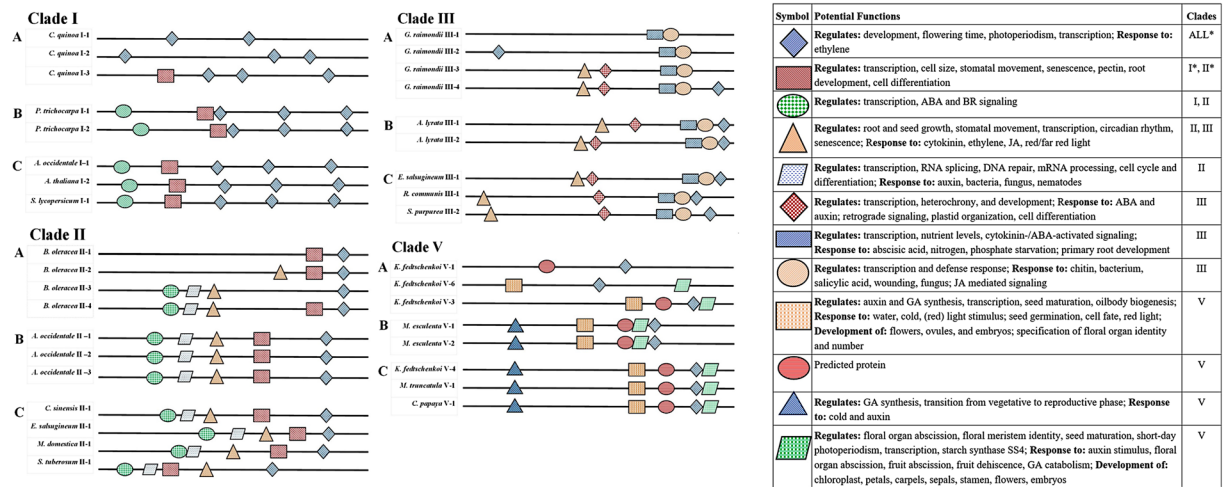 Clade I
A
C. quinoa I-1
C. quinoa I-2
C. quinoa I-3
B
P. trichocarpa I-1
P. trichocarpa I-2
C
A. occidentale I-1
A. thaliana I-2
S. lycopersicum I-1
Clade II
A
B. oleracea II-1
B. oleracea II-2
B oleracea II-3
B oleracea II-4
B
A. occidentale II -1
A. occidentale II -2
A. occidentale II -3
C
C. sinensis II-1
E. salsugineum II-1
M. domestica II-1
S. tuberosum II-1
Clade III
A
G. raimondii III-1
G. raimondii III-2
G. raimondii III-3
G. raimondii III-4
B
A. lyrata III-1
A. lyrata III-2
C
E. salsugineum III-1
R. communis III-1
S. purpurea III-2
Clade V
A
K. fedtschenkoi V-1
K. fedtschenkoi V-6
K. fedtschenkoi V-3
B
M. esculenta V-1
M. esculenta V-2
C
K. fedtschenkoi V-4
M. truncatula V-1
C. papaya V-1
Symbol Potential Functions Clades
Regulates: development, flowering time, photoperiodism, transcription; Response to: ALL*
ethylene
Regulates: transcription, cell size, stomatal movement, senescence, pectin, root I*, II*
development, cell differentiation
Regulates: transcription, ABA and BR signaling I, II
Regulates: root and seed growth, stomatal movement, transcription, circadian rhythm, II, III
senescence; Response to: cytokinin, ethylene, JA, red/far red light
Regulates: transcription, RNA splicing, DNA repair, mRNA processing, cell cycle and II
differentiation; Response to: auxin, bacteria, fungus, nematodes
Regulates: transcription, heterochrony, and development; Response to: ABA and III
auxin; retrograde signaling, plastid organization, cell differentiation
Regulates: transcription, nutrient levels, cytokinin-/ABA-activated signaling; III
Response to: abscisic acid, nitrogen, phosphate starvation; primary root development
Regulates: transcription and defense response; Response to: chitin, bacterium, III
salicylic acid, wounding, fungus; JA mediated signaling
Regulates: auxin and GA synthesis, transcription, seed maturation, oilbody biogenesis; V
Response to: water, cold, (red) light stimulus; seed germination, cell fate, red light;
Development of: flowers, ovules, and embryos; specification of floral organ identity
and number
Predicted protein V
Regulates: GA synthesis, transition from vegetative to reproductive phase; Response V
to: cold and auxin
Regulates: floral organ abscission, floral meristem identity, seed maturation, short-day V
photoperiodism, transcription, starch synthase SS4; Response to: auxin stimulus, floral
organ abscission, fruit abscission, fruit dehiscence, GA catabolism; Development of:
chloroplast, petals, carpels, sepals, stamen, flowers, embryos